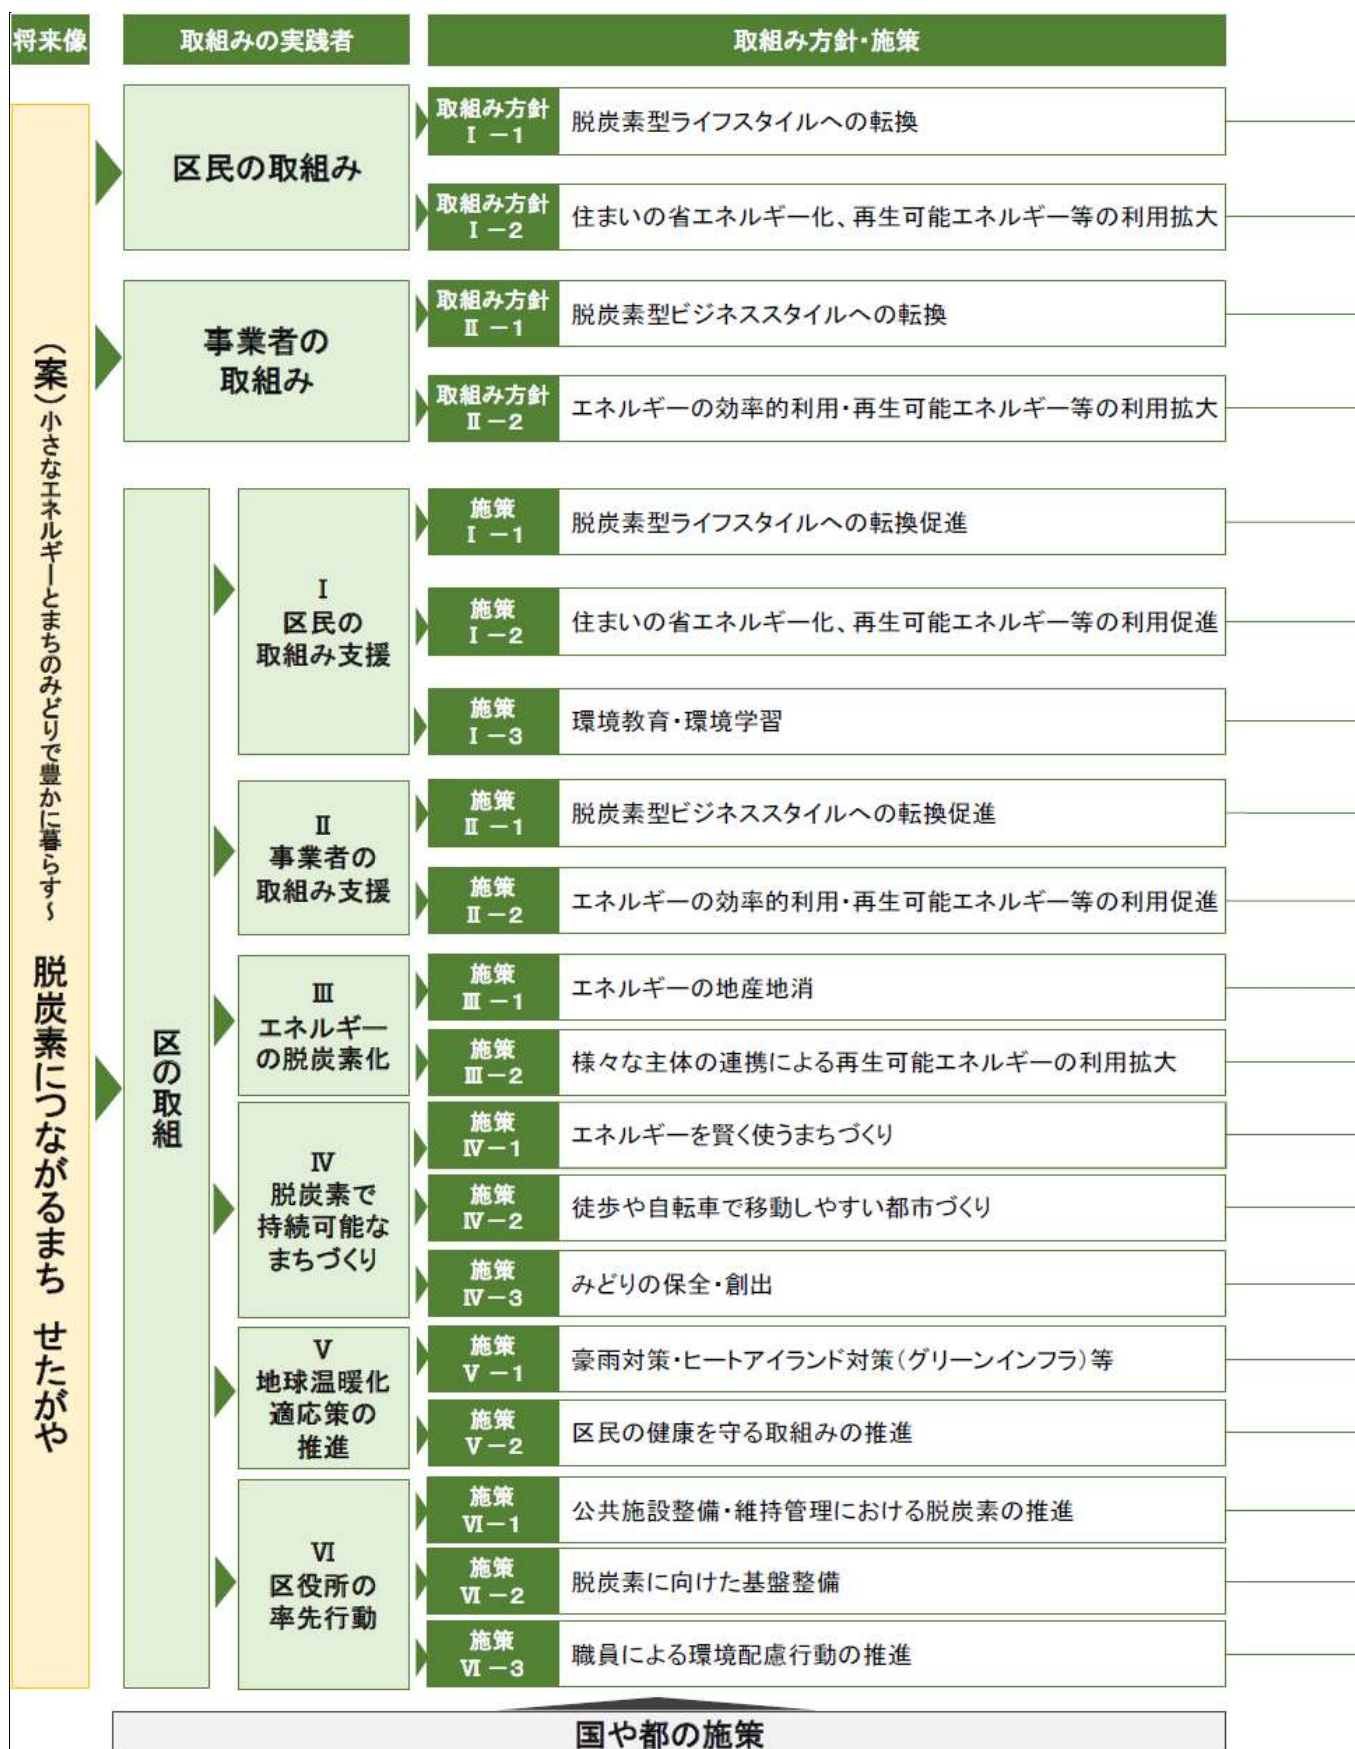 将来像
取組みの実践者
取組み方針・施策
(案)小さなエネルギーとまちのみどりで豊かに暮らす~ 脱炭素につながるまち せたがや
区民の取組み
取組み方針
Ⅰ-1
脱炭素型ライフスタイルへの転換
取組み方針
Ⅰ-2
住まいの省エネルギー化、再生可能エネルギー等の利用拡大
事業者の
取組み
取組み方針
Ⅱ-1
脱炭素型ビジネススタイルへの転換
取組み方針
Ⅱ-2
エネルギーの効率的利用・再生可能エネルギー等の利用拡大
区の取組
Ⅰ
区民の
取組み支援
施策
Ⅰ-1
脱炭素型ライフスタイルへの転換促進
施策
Ⅰ-2
住まいの省エネルギー化、再生可能エネルギー等の利用促進
施策
Ⅰ-3
環境教育・環境学習
Ⅱ
事業者の
取組み支援
施策
Ⅱ-1
脱炭素型ビジネススタイルへの転換促進
施策
Ⅱ-2
エネルギーの効率的利用・再生可能エネルギー等の利用促進
Ⅲ
エネルギー
の脱炭素化
施策
Ⅲ-1
エネルギーの地産地消
施策
Ⅲ-2
様々な主体の連携による再生可能エネルギーの利用拡大
Ⅳ
脱炭素で
持続可能な
まちづくり
施策
Ⅳ-1
エネルギーを賢く使うまちづくり
施策
Ⅳ-2
徒歩や自転車で移動しやすい都市づくり
施策
Ⅳ-3
みどりの保全・創出
Ⅴ
地球温暖化
適応策の
推進
施策
Ⅴ-1
豪雨対策・ヒートアイランド対策(グリーンインフラ)等
施策
Ⅴ-2
区民の健康を守る取組みの推進
Ⅵ
区役所の
率先行動
施策
Ⅵ-1
公共施設整備・維持管理における脱炭素の推進
施策
Ⅵ-2
脱炭素に向けた基盤整備
施策
Ⅵ-3
職員による環境配慮行動の推進
国や都の施策